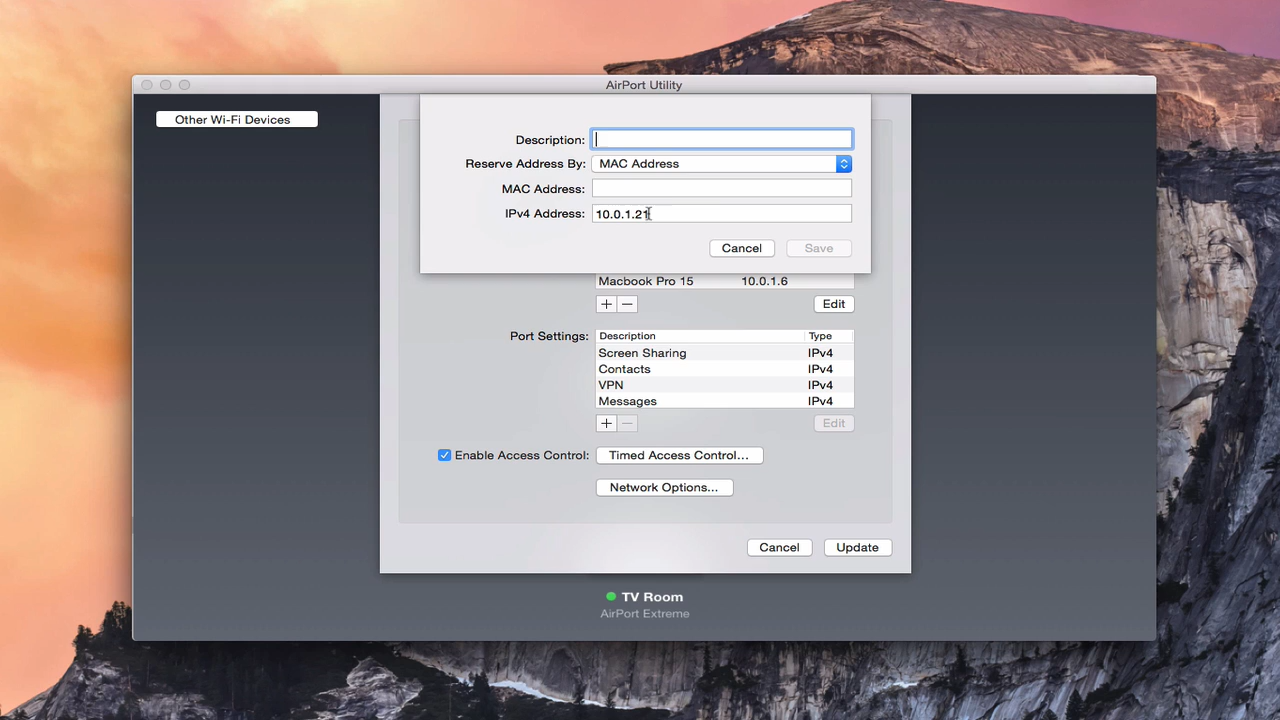 AirPort Utility
Other Wi-Fi Devices
Description:
Reserve Address By: MAC Address
MAC Address:
IPv4 Address: 10.0.1.21
Cancel Save
Macbook Pro 15 10.0.1.6
+ − Edit
Port Settings: Description Type
Screen Sharing IPv4
Contacts IPv4
VPN IPv4
Messages IPv4
+ − Edit
Enable Access Control: Timed Access Control...
Network Options...
Cancel Update
TV Room
AirPort Extreme